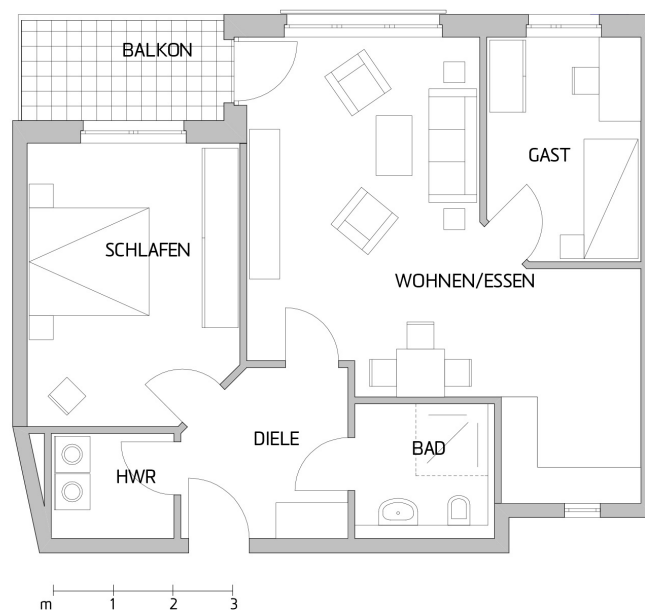 BALKON
GAST
SCHLAFEN
WOHNEN/ESSEN
DIELE
BAD
HWR
m 1 2 3